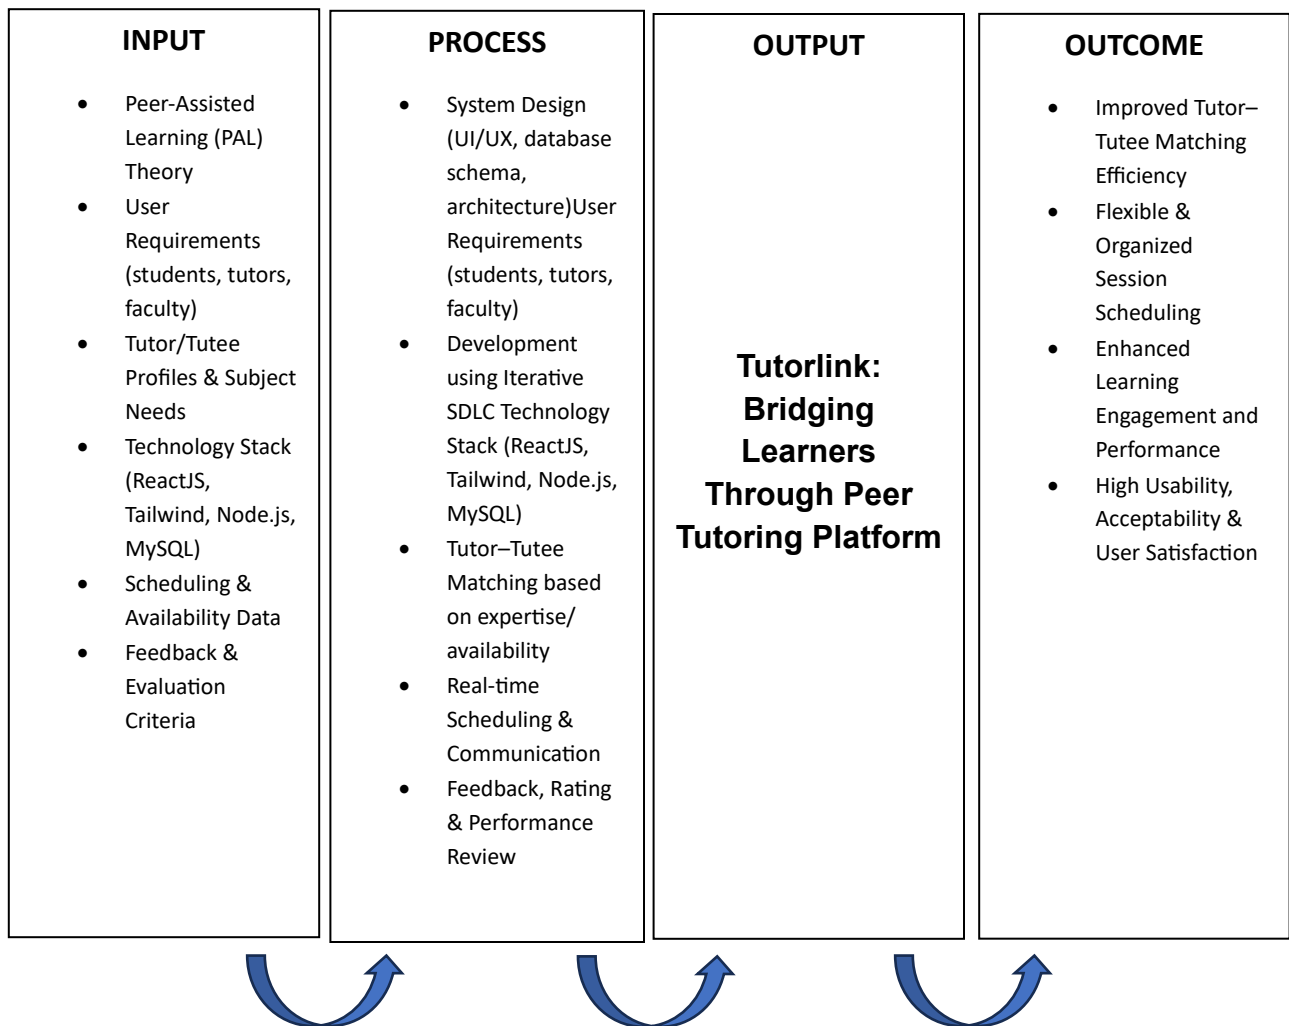 INPUT
• Peer-Assisted
Learning (PAL)
Theory
• User
Requirements
(students, tutors,
faculty)
• Tutor/Tutee
Profiles & Subject
Needs
• Technology Stack
(ReactJS,
Tailwind, Node.js,
MySQL)
• Scheduling &
Availability Data
• Feedback &
Evaluation
Criteria
PROCESS
• System Design
(UI/UX, database
schema,
architecture)User
Requirements
(students, tutors,
faculty)
• Development
using Iterative
SDLC Technology
Stack (ReactJS,
Tailwind, Node.js,
MySQL)
• Tutor–Tutee
Matching based
on expertise/
availability
• Real-time
Scheduling &
Communication
• Feedback, Rating
& Performance
Review
OUTPUT
Tutorlink:
Bridging
Learners
Through Peer
Tutoring Platform
OUTCOME
• Improved Tutor–
Tutee Matching
Efficiency
• Flexible &
Organized
Session
Scheduling
• Enhanced
Learning
Engagement and
Performance
• High Usability,
Acceptability &
User Satisfaction